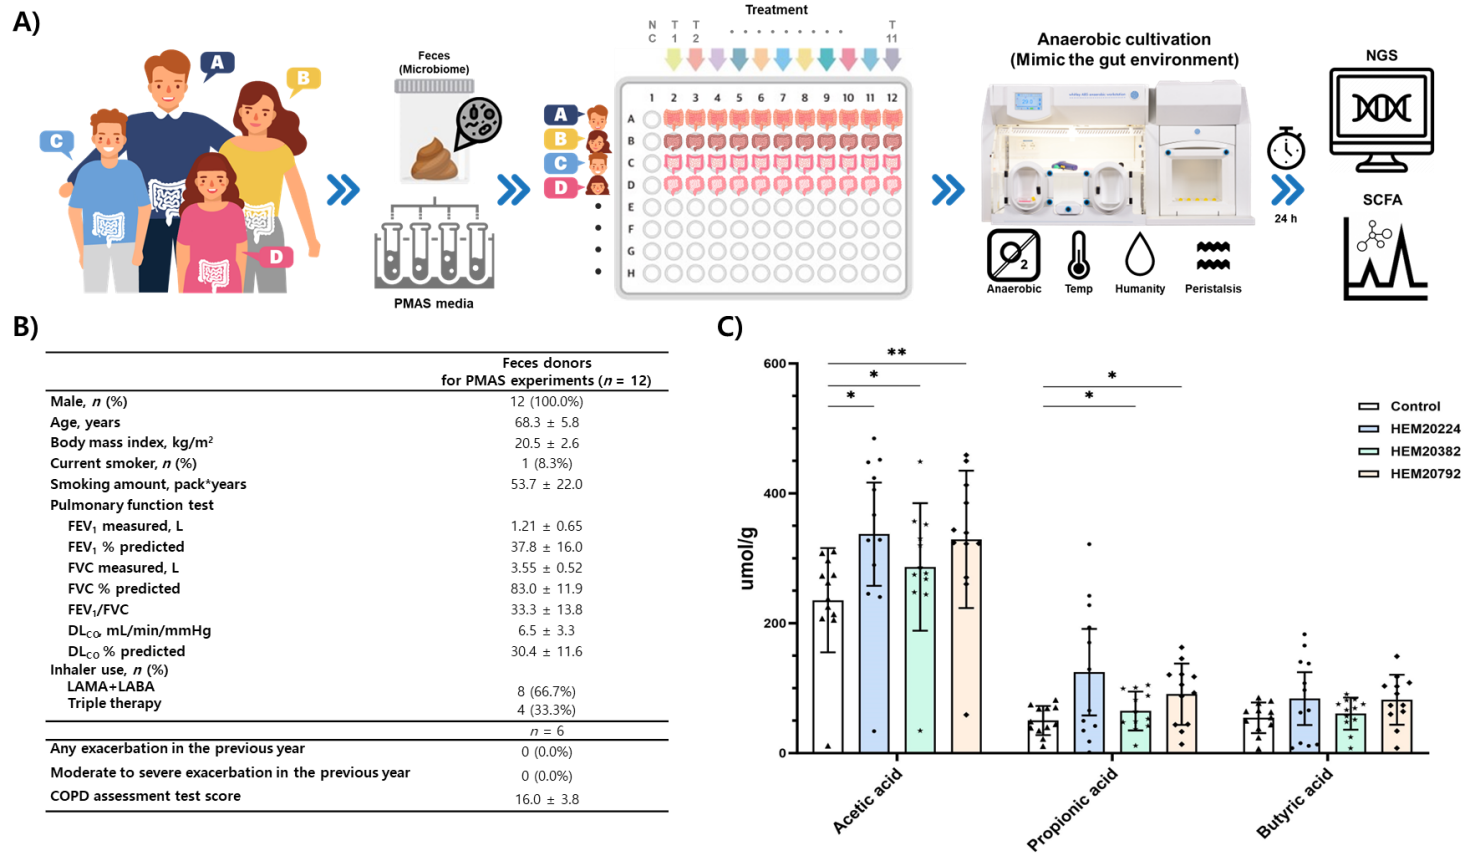 A)
A
B
C
D
Feces
(Microbiome)
PMAS media
Treatment
N T T T
C 1 2 11
1 2 3 4 5 6 7 8 9 10 11 12
A A
B B
C C
D D
E
F
G
H
Anaerobic cultivation
(Mimic the gut environment)
O2
Anaerobic Temp Humanity Peristalsis
24 h
NGS
SCFA
B)
Feces donors
for PMAS experiments (n = 12)
Male, n (%) 12 (100.0%)
Age, years 68.3 ± 5.8
Body mass index, kg/m2 20.5 ± 2.6
Current smoker, n (%) 1 (8.3%)
Smoking amount, pack*years 53.7 ± 22.0
Pulmonary function test
FEV1 measured, L 1.21 ± 0.65
FEV1 % predicted 37.8 ± 16.0
FVC measured, L 3.55 ± 0.52
FVC % predicted 83.0 ± 11.9
FEV1/FVC 33.3 ± 13.8
DLCO, mL/min/mmHg 6.5 ± 3.3
DLCO % predicted 30.4 ± 11.6
Inhaler use, n (%)
LAMA+LABA 8 (66.7%)
Triple therapy 4 (33.3%)
n = 6
Any exacerbation in the previous year 0 (0.0%)
Moderate to severe exacerbation in the previous year 0 (0.0%)
COPD assessment test score 16.0 ± 3.8
C)
umol/g
600
400
200
0
**
*
*
*
*
Control
HEM20224
HEM20382
HEM20792
Acetic acid
Propionic acid
Butyric acid